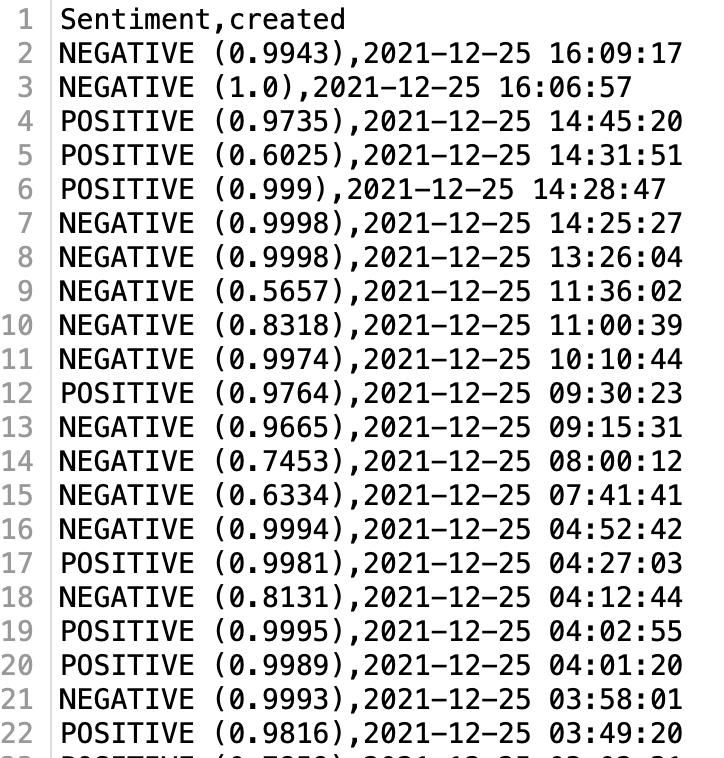 1 Sentiment,created
2 NEGATIVE (0.9943),2021-12-25 16:09:17
3 NEGATIVE (1.0),2021-12-25 16:06:57
4 POSITIVE (0.9735),2021-12-25 14:45:20
5 POSITIVE (0.6025),2021-12-25 14:31:51
6 POSITIVE (0.999),2021-12-25 14:28:47
7 NEGATIVE (0.9998),2021-12-25 14:25:27
8 NEGATIVE (0.9998),2021-12-25 13:26:04
9 NEGATIVE (0.5657),2021-12-25 11:36:02
10 NEGATIVE (0.8318),2021-12-25 11:00:39
11 NEGATIVE (0.9974),2021-12-25 10:10:44
12 POSITIVE (0.9764),2021-12-25 09:30:23
13 NEGATIVE (0.9665),2021-12-25 09:15:31
14 NEGATIVE (0.7453),2021-12-25 08:00:12
15 NEGATIVE (0.6334),2021-12-25 07:41:41
16 NEGATIVE (0.9994),2021-12-25 04:52:42
17 POSITIVE (0.9981),2021-12-25 04:27:03
18 NEGATIVE (0.8131),2021-12-25 04:12:44
19 POSITIVE (0.9995),2021-12-25 04:02:55
20 POSITIVE (0.9989),2021-12-25 04:01:20
21 NEGATIVE (0.9993),2021-12-25 03:58:01
22 POSITIVE (0.9816),2021-12-25 03:49:20